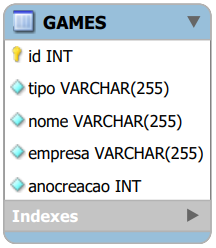 GAMES
id INT
tipo VARCHAR(255)
nome VARCHAR(255)
empresa VARCHAR(255)
anocreacao INT
Indexes